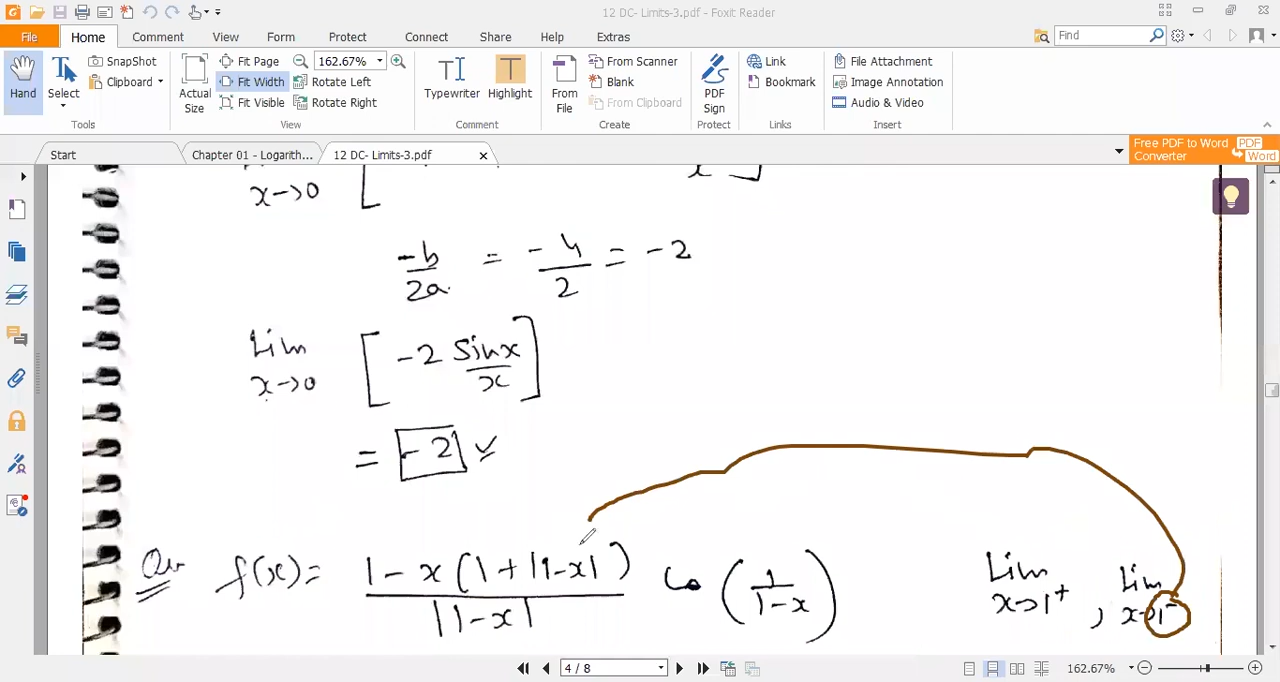 12 DC- Limits-3.pdf - Foxit Reader
File Home Comment View Form Protect Connect Share Help Extras Find
Hand Select SnapShot Clipboard Actual Size Fit Page Fit Width Fit Visible 162.67% Rotate Left Rotate Right Typewriter Highlight From File From Scanner Blank From Clipboard PDF Sign Link Bookmark File Attachment Image Annotation Audio & Video
Tools View Comment Create Protect Links Insert
Start Chapter 01 - Logarith... 12 DC- Limits-3.pdf Free PDF to Word Converter PDF Word
x→0 [ x ]
-b/2a = -4/2 = -2
Lim x→0 [-2 Sinx/x]
= -2
Qu f(x)= 1-x(1+|1-x|)/|1-x| Cos (1/1-x) Lim x→1+ , Lim x→1-
4 / 8 162.67%